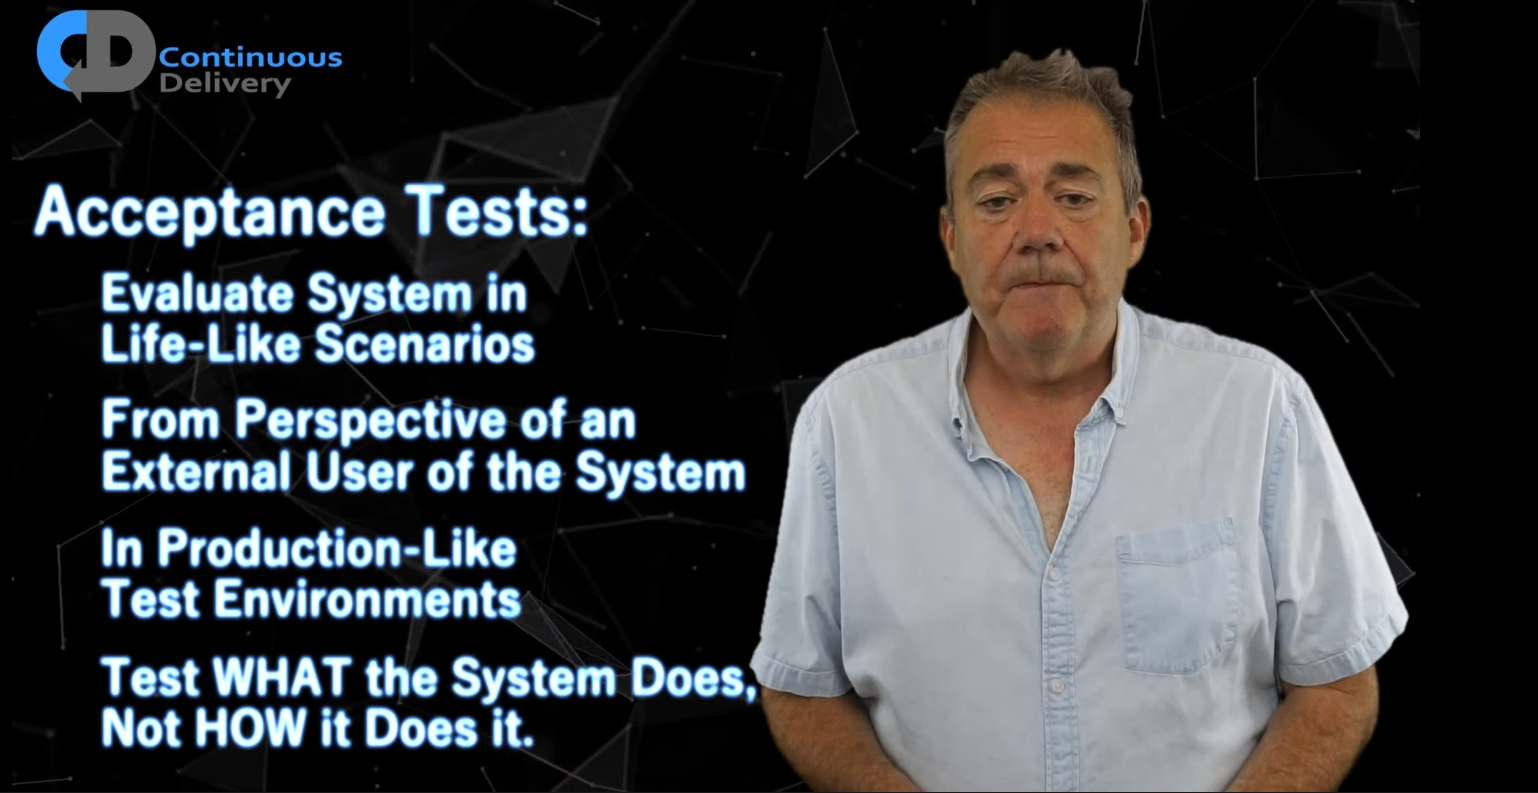 Continuous
Delivery
Acceptance Tests:
Evaluate System in
Life-Like Scenarios
From Perspective of an
External User of the System
In Production-Like
Test Environments
Test WHAT the System Does,
Not HOW it Does it.